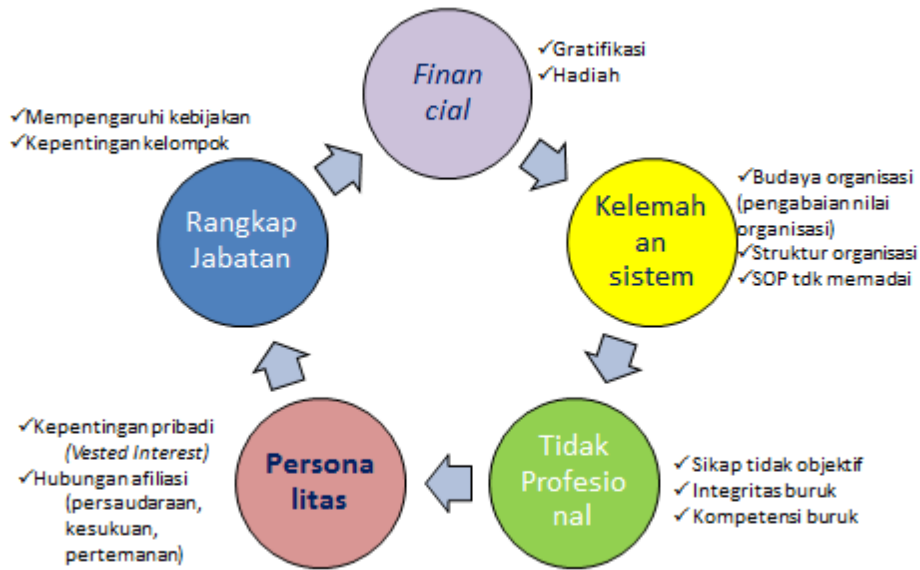 Finan
cial
✓Gratifikasi
✓Hadiah
✓Mempengaruhi kebijakan
✓Kepentingan kelompok
Rangkap
Jabatan
Kelemah
an
sistem
✓Budaya organisasi
(pengabaian nilai
organisasi)
✓Struktur organisasi
✓SOP tdk memadai
✓Kepentingan pribadi
(Vested Interest)
✓Hubungan afiliasi
(persaudaraan,
kesukuan,
pertemanan)
Persona
litas
Tidak
Profesio
nal
✓Sikap tidak objektif
✓Integritas buruk
✓Kompetensi buruk